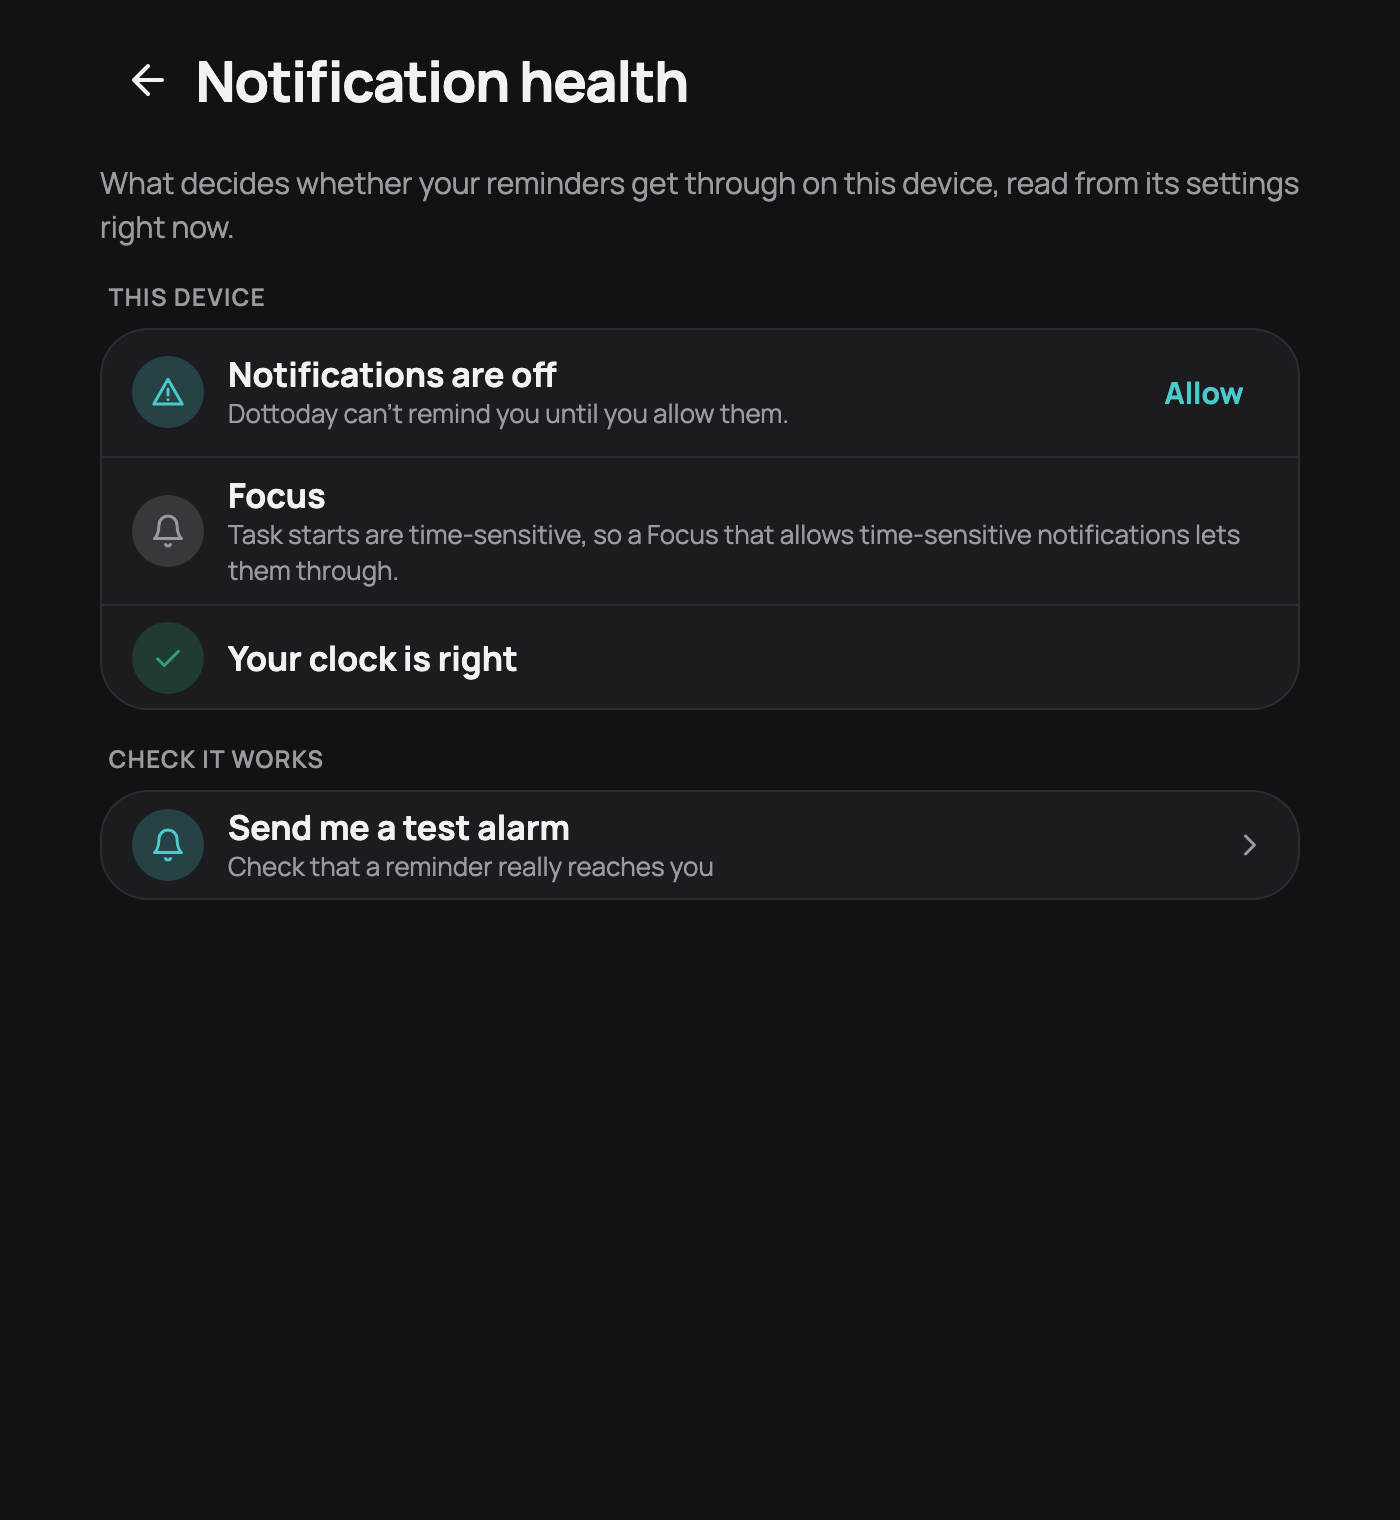 Notification health
What decides whether your reminders get through on this device, read from its settings
right now.
THIS DEVICE
Notifications are off
Dottoday can’t remind you until you allow them.
Allow
Focus
Task starts are time-sensitive, so a Focus that allows time-sensitive notifications lets
them through.
Your clock is right
CHECK IT WORKS
Send me a test alarm
Check that a reminder really reaches you